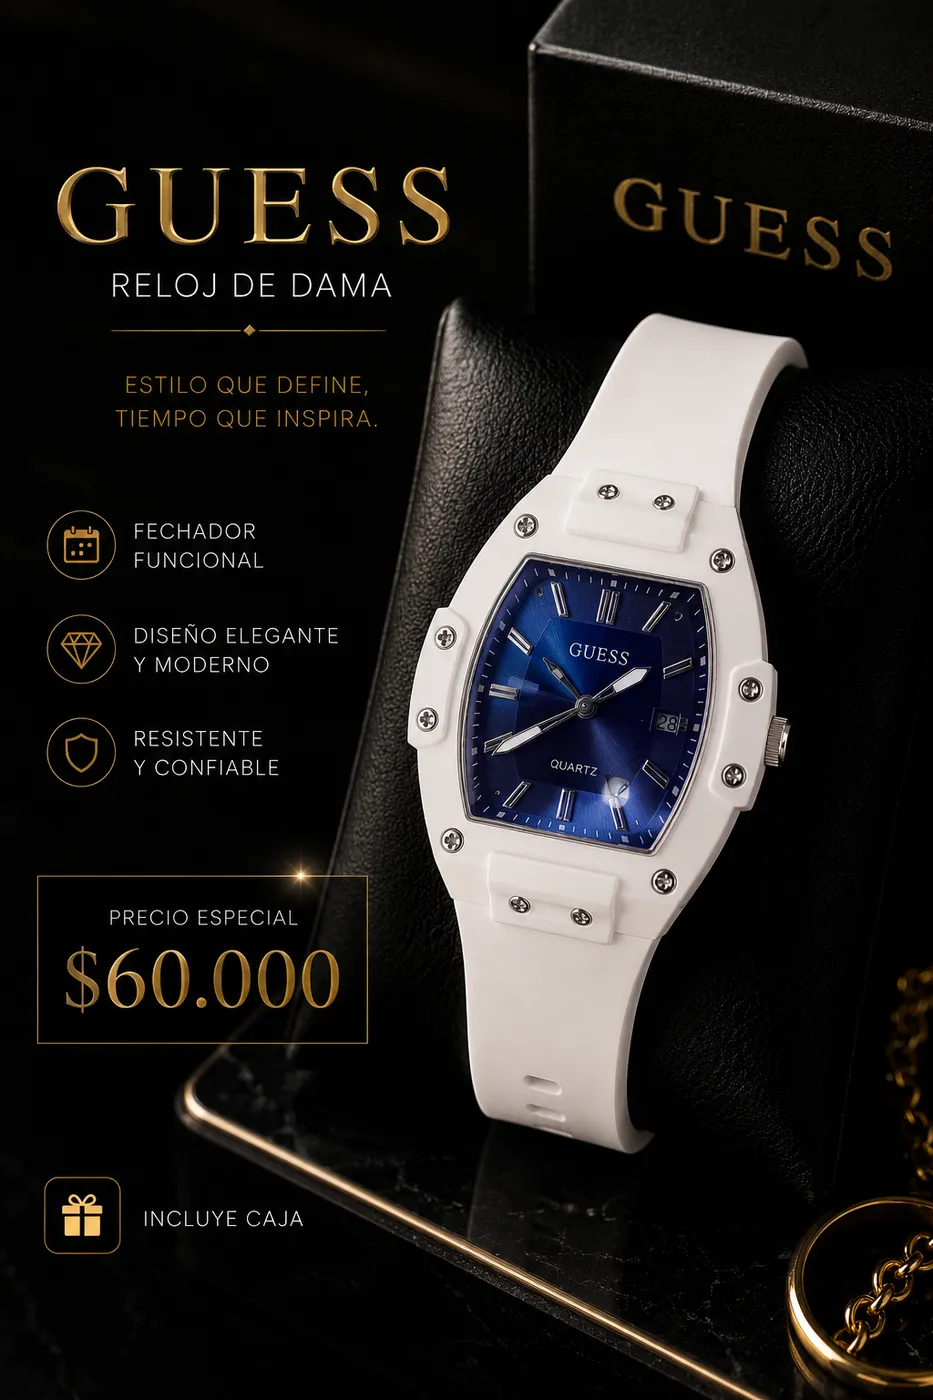 GUESS
RELOJ DE DAMA
ESTILO QUE DEFINE,
TIEMPO QUE INSPIRA.
FECHADOR
FUNCIONAL
DISEÑO ELEGANTE
Y MODERNO
RESISTENTE
Y CONFIABLE
PRECIO ESPECIAL
$60.000
INCLUYE CAJA
GUESS
GUESS
28
QUARTZ